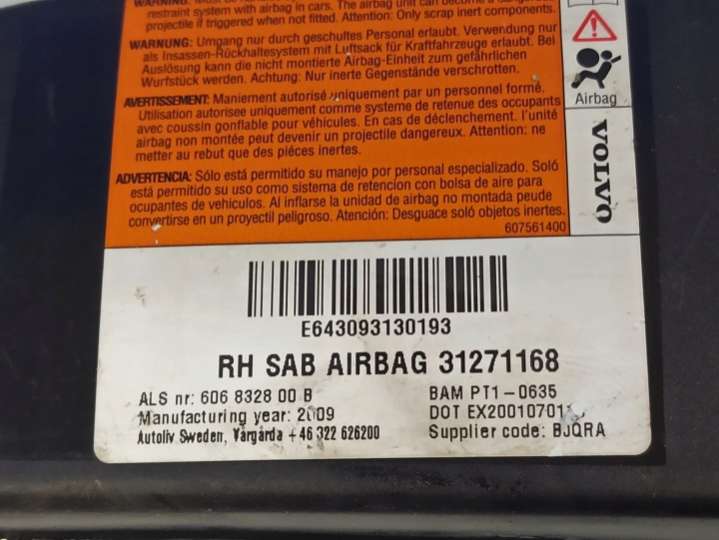 restraint system with airbag in cars. The airbag unit can
projectile if triggered when not fitted. Attention: Only scrap inert components.
WARNUNG: Umgang nur durch geschultes Personal erlaubt. Verwendung nur
als Insassen-Rückhaltesystem mit Luftsack für Kraftfahrzeuge erlaubt. Bei
Auslösung kann die nicht montierte Airbag-Einheit zum gefährlichen
Wurfstück werden. Achtung: Nur inerte Gegenstände verschrotten.
AVERTISSEMENT: Maniement autorisé uniquement par un personnel formé.
Utilisation autorisee uniquement comme systeme de retenue des occupants
avec coussin gonflable pour véhicules. En cas de déclenchement. l'unité
airbag non montée peut devenir un projectile dangereux. Attention: ne
metter au rebut que des piéces inertes.
ADVERTENCIA: Sólo está permitido su manejo por personal especializado. Soló
está permitido su uso como sistema de retencion con bolsa de aire para
ocupantes de vehiculos. Al inflarse la unidad de airbag no montada peude
convertirse en un proyectil peligroso. Atención: Desguace soló objetos inertes.
607561400
Airbag
VOLVO
E643093130193
RH SAB AIRBAG 31271168
ALS nr: 606 8328 00 B
Manufacturing year: 2009
Autoliv Sweden, Vårgårda +46 322 626200
BAM PT1-0635
DOT EX20010701
Supplier code: BJQRA